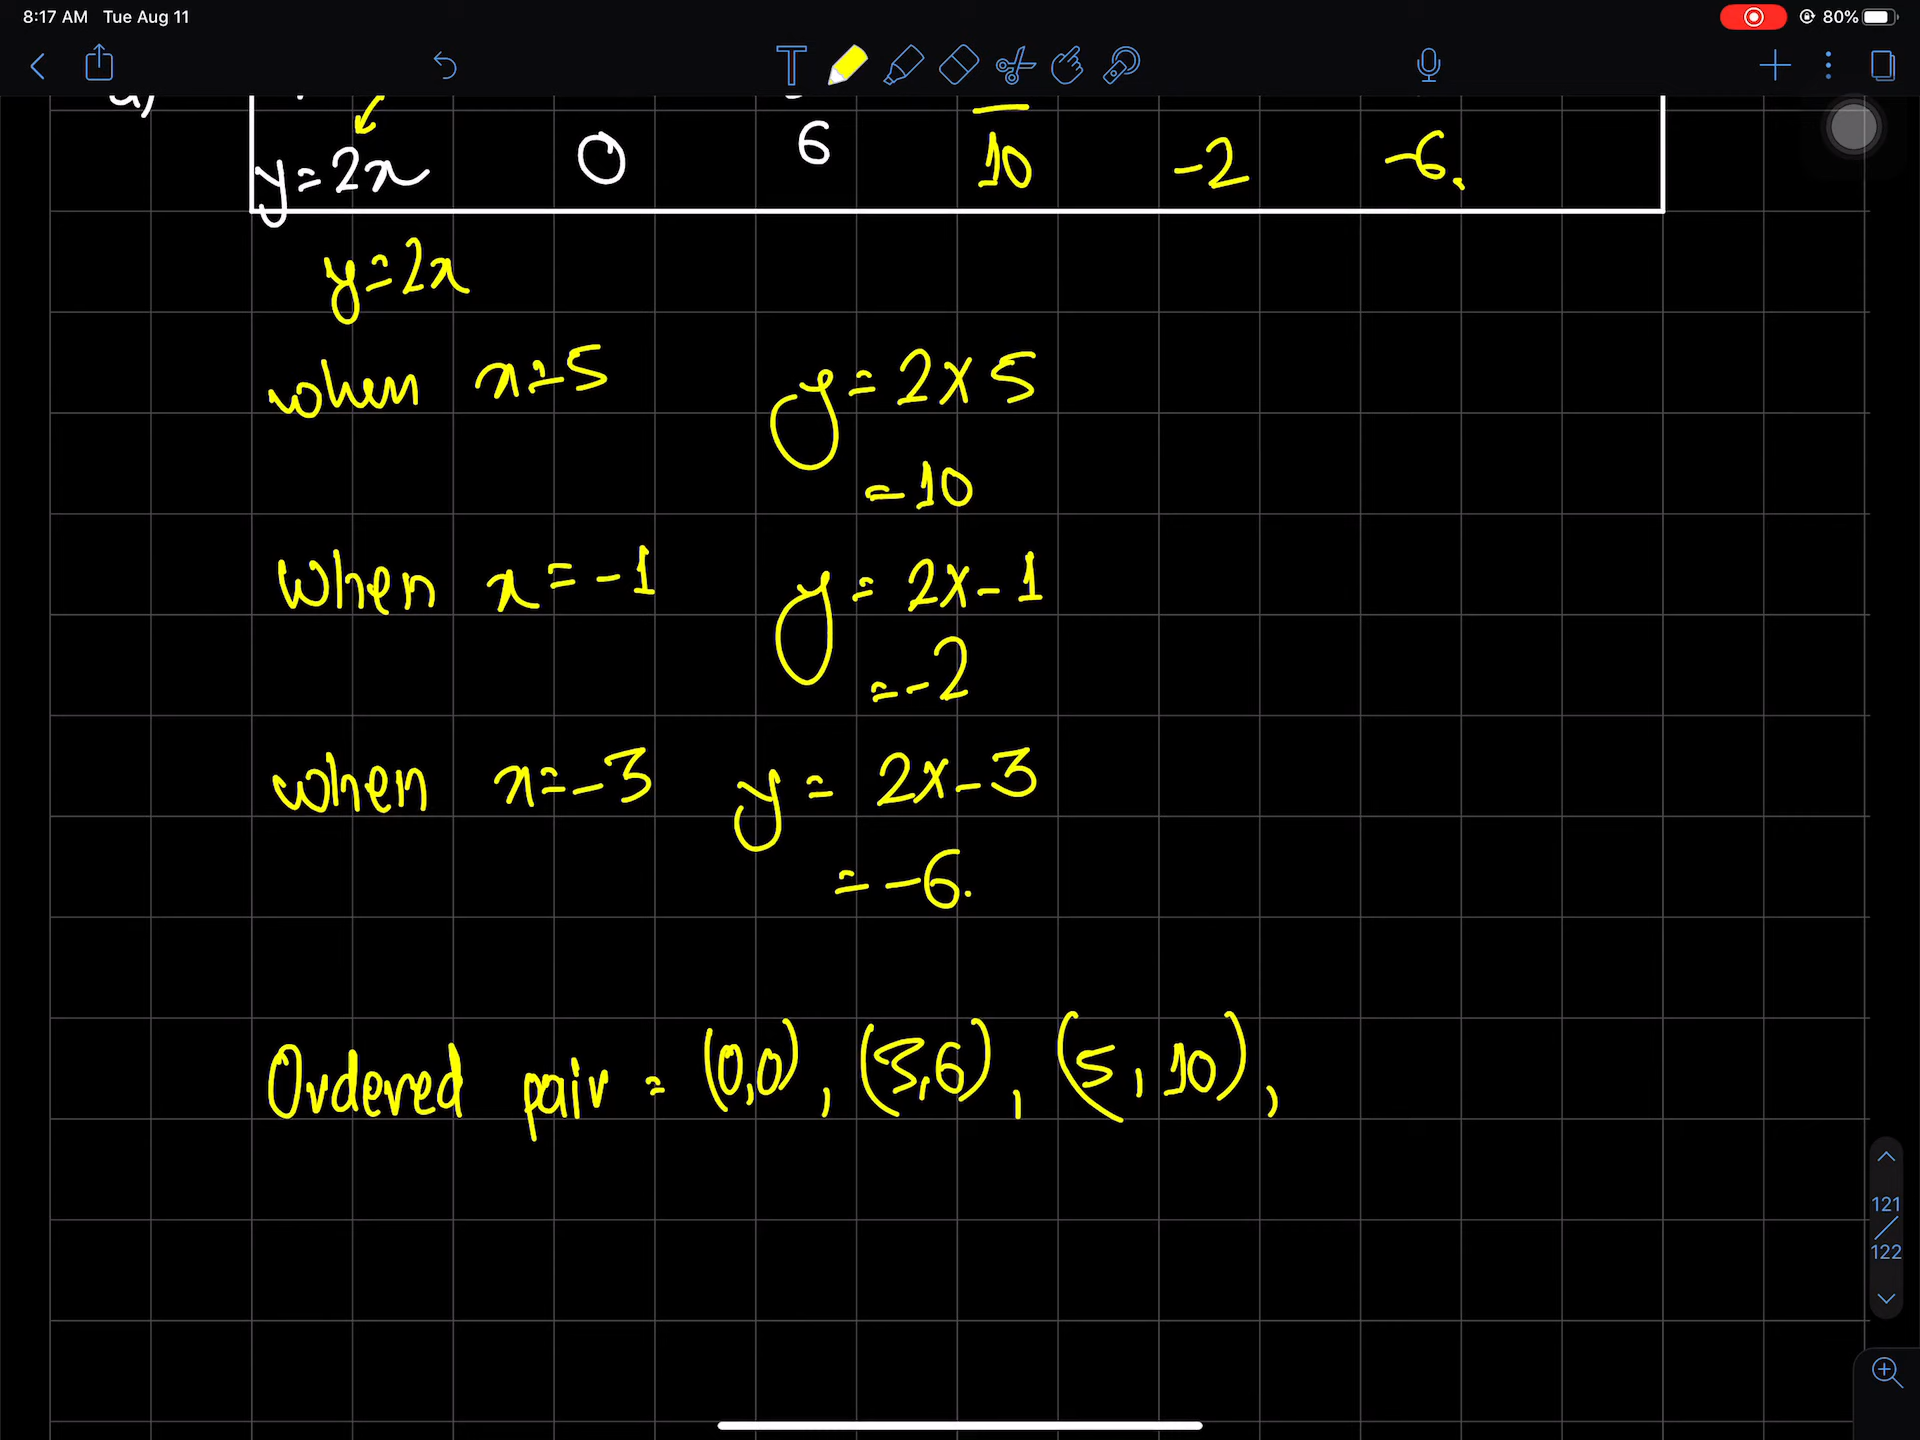 8:17 AM Tue Aug 11
80%
y=2x 0 6 10 -2 -6.
y=2x
when x=5 y=2x5
=10
When x=-1 y=2x-1
=-2
when x=-3 y=2x-3
=-6.
Ordered pair = (0,0), (3,6), (5,10),
121
122